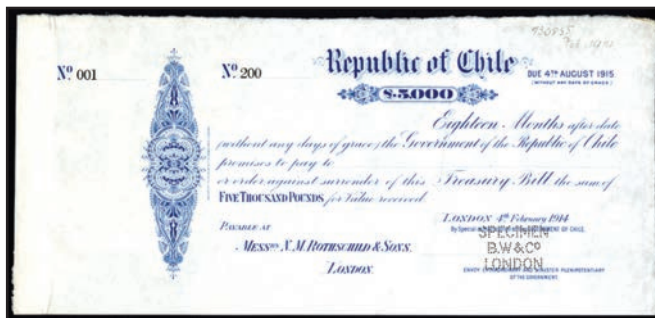 No. 001
No. 200
Republic of Chile
DUE 4TH AUGUST 1915
(WITHOUT ANY DAYS OF GRACE)
£.5,000
Eighteen Months after date
(without any days of grace) the Government of the Republic of Chile
promises to pay to
or order against surrender of this Treasury Bill the sum of
FIVE THOUSAND POUNDS for Value received.
PAYABLE AT
LONDON 4th February 1914
MESSRS N. M. ROTHSCHILD & SONS.
LONDON.
SPECIMEN
B.W&Co
LONDON
ENVOY EXTRAORDINARY AND MINISTER PLENIPOTENTIARY
OF THE GOVERNMENT